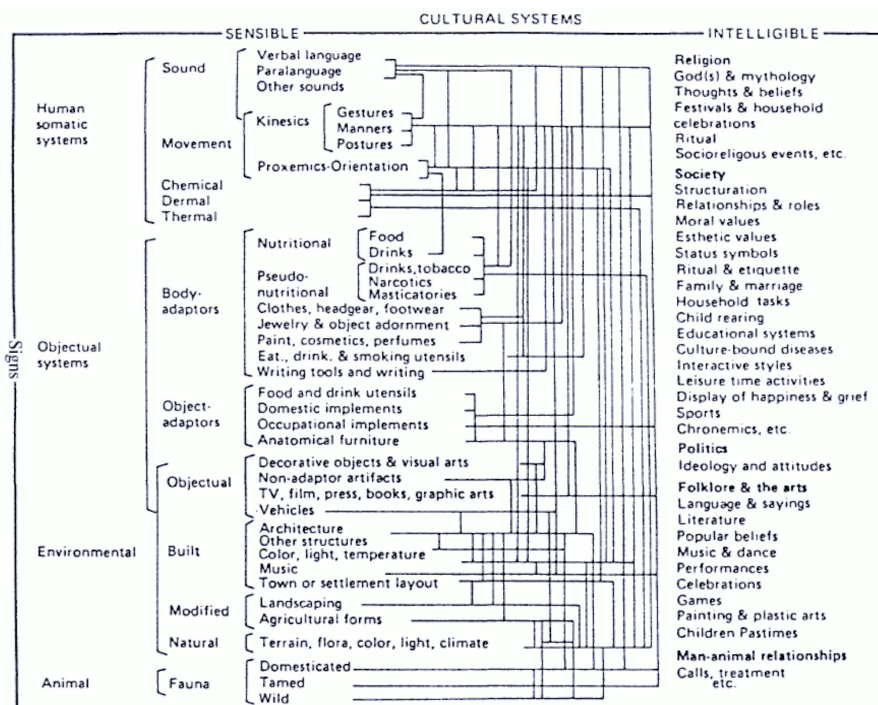 CULTURAL SYSTEMS
SENSIBLE
INTELLIGIBLE
Signs
Human
somatic
systems
Sound
Verbal language
Paralanguage
Other sounds
Movement
Kinesics
Gestures
Manners
Postures
Proxemics-Orientation
Chemical
Dermal
Thermal
Objectual
systems
Body-
adaptors
Nutritional
Food
Drinks
Pseudo-
nutritional
Drinks, tobacco
Narcotics
Masticatories
Clothes, headgear, footwear
Jewelry & object adornment
Paint, cosmetics, perfumes
Eat., drink. & smoking utensils
Writing tools and writing
Object-
adaptors
Food and drink utensils
Domestic implements
Occupational implements
Anatomical furniture
Environmental
Objectual
Decorative objects & visual arts
Non-adaptor artifacts
TV, film, press, books, graphic arts
Vehicles
Built
Architecture
Other structures
Color, light, temperature
Music
Town or settlement layout
Modified
Landscaping
Agricultural forms
Natural
Terrain, flora, color, light, climate
Animal
Fauna
Domesticated
Tamed
Wild
Religion
God(s) & mythology
Thoughts & beliefs
Festivals & household
celebrations
Ritual
Socioreligous events, etc.
Society
Structuration
Relationships & roles
Moral values
Esthetic values
Status symbols
Ritual & etiquette
Family & marriage
Household tasks
Child rearing
Educational systems
Culture-bound diseases
Interactive styles
Leisure time activities
Display of happiness & grief
Sports
Chronemics, etc.
Politics
Ideology and attitudes
Folklore & the arts
Language & sayings
Literature
Popular beliefs
Music & dance
Performances
Celebrations
Games
Painting & plastic arts
Children Pastimes
Man-animal relationships
Calls, treatment
etc.